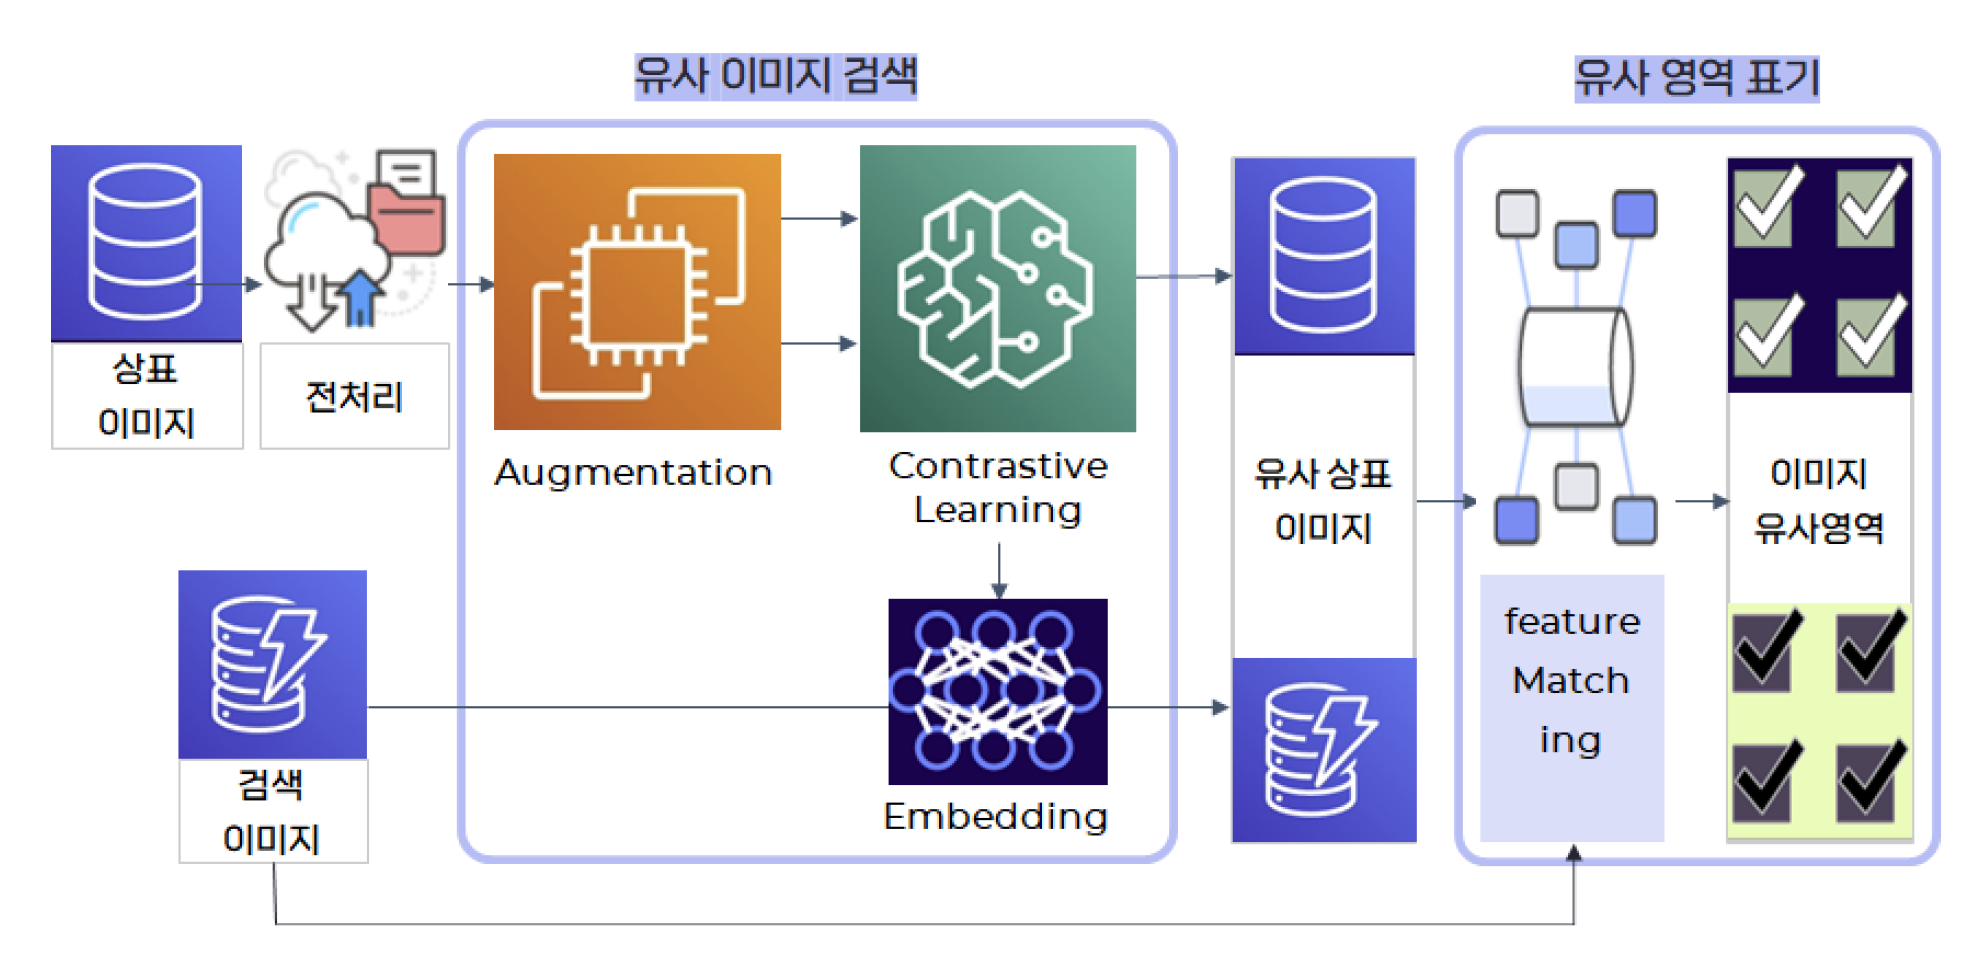 유사 이미지 검색
유사 영역 표기
상표
이미지
전처리
Augmentation
Contrastive
Learning
Embedding
검색
이미지
유사 상표
이미지
feature
Match
ing
이미지
유사영역